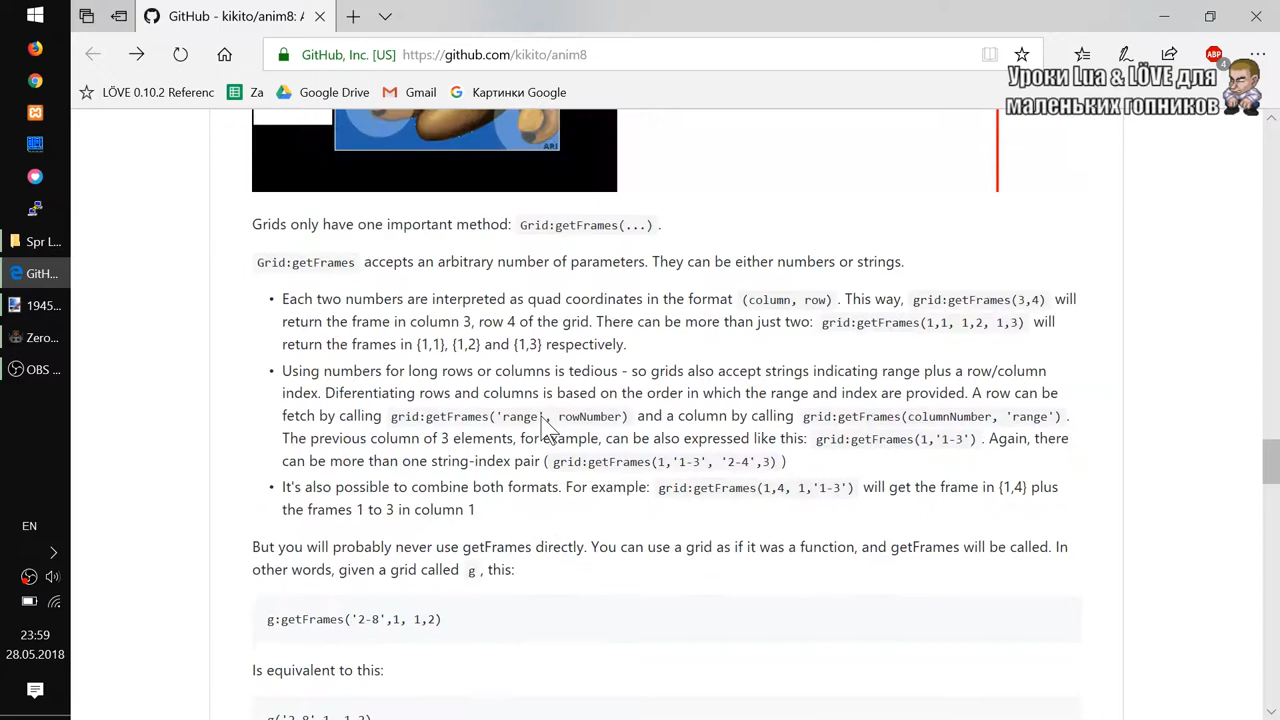 GitHub - kikito/anim8: A
GitHub, Inc. [US] https://github.com/kikito/anim8
ABP
4
Уроки Lua & LÖVE для
маленьких гопников
LÖVE 0.10.2 Referenc
Za
Google Drive
Gmail
Картинки Google
ARI
Grids only have one important method: Grid:getFrames(...) .
Grid:getFrames accepts an arbitrary number of parameters. They can be either numbers or strings.
• Each two numbers are interpreted as quad coordinates in the format (column, row) . This way, grid:getFrames(3,4) will
return the frame in column 3, row 4 of the grid. There can be more than just two: grid:getFrames(1,1, 1,2, 1,3) will
return the frames in {1,1}, {1,2} and {1,3} respectively.
• Using numbers for long rows or columns is tedious - so grids also accept strings indicating range plus a row/column
index. Diferentiating rows and columns is based on the order in which the range and index are provided. A row can be
fetch by calling grid:getFrames('range', rowNumber) and a column by calling grid:getFrames(columnNumber, 'range') .
The previous column of 3 elements, for example, can be also expressed like this: grid:getFrames(1,'1-3') . Again, there
can be more than one string-index pair ( grid:getFrames(1,'1-3', '2-4',3) )
• It's also possible to combine both formats. For example: grid:getFrames(1,4, 1,'1-3') will get the frame in {1,4} plus
the frames 1 to 3 in column 1
But you will probably never use getFrames directly. You can use a grid as if it was a function, and getFrames will be called. In
other words, given a grid called g , this:
g:getFrames('2-8',1, 1,2)
Is equivalent to this:
g('2-8',1, 1,2)
Spr L...
GitH...
1945...
Zero...
OBS ...
EN
23:59
28.05.2018